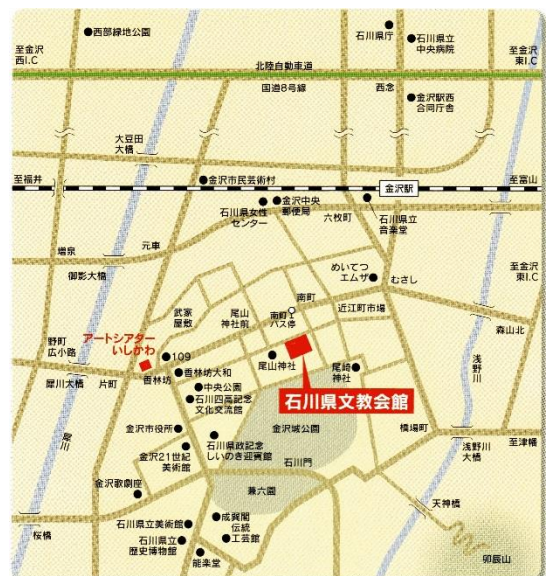 西部緑地公園
石川県庁
石川県立
中央病院
至金沢
西I.C
至金沢
東I.C
北陸自動車道
国道8号線
西念
金沢駅西
合同庁舎
大豆田
大橋
至福井
金沢市民芸術村
金沢駅
至富山
石川県女性
センター
金沢中央
郵便局
六枚町
石川県立
音楽堂
増泉
元車
御影大橋
めいてつ
エムザ
むさし
至金沢
東I.C
武家
屋敷
尾山
神社前
南町
南町
バス停
近江町市場
森山北
野町
広小路
アートシアター
いしかわ
109
犀川大橋
片町
香林坊
香林坊大和
尾山神社
尾崎
神社
浅野川
中央公園
石川四高記念
文化交流館
石川県文教会館
犀川
金沢市役所
金沢城公園
橋場町
至津幡
金沢21世紀
美術館
石川県政記念
しいのき迎賓館
石川門
浅野川
大橋
金沢歌劇座
兼六園
天神橋
桜橋
石川県立美術館
成巽閣
伝統
工芸館
石川県立
歴史博物館
能楽堂
卯辰山